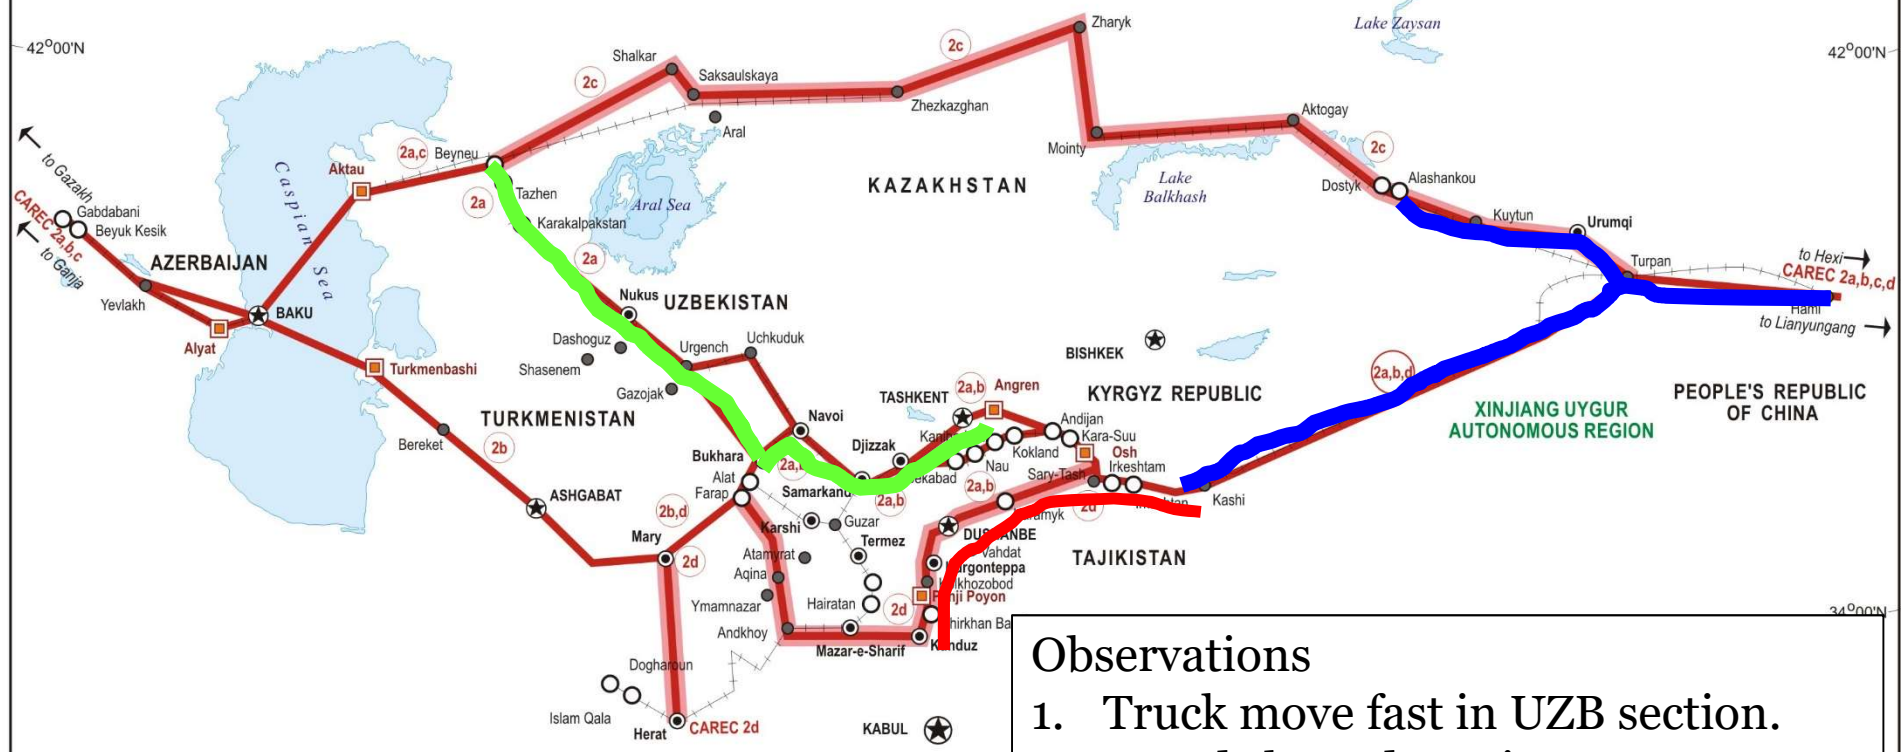 42°00'N
Lake Zaysan
42°00'N
Zharyk
2c
Shalkar
Saksaulskaya
2c
Zhezkazghan
Aktogay
Aral
to Gazakh
Caspian Sea
2a,c
Beyneu
Mointy
2c
Aktau
KAZAKHSTAN
Lake
Balkhash
Dostyk
Alashankou
CAREC 2a,b,c
Gabdabani
Beyuk Kesik
2a
Tazhen
Aral Sea
Karakalpakstan
Kuytun
Urumqi
to Ganja
AZERBAIJAN
2a
Turpan
to Hexi
CAREC 2a,b,c,d
Yevlakh
BAKU
Nukus
UZBEKISTAN
Hami
to Lianyungang
Alyat
Dashoguz
Urgench
Uchkuduk
BISHKEK
Turkmenbashi
Shasenem
Gazojak
TASHKENT
2a,b
Angren
KYRGYZ REPUBLIC
2a,b,d
PEOPLE'S REPUBLIC
OF CHINA
TURKMENISTAN
Navoi
Andijan
XINJIANG UYGUR
AUTONOMOUS REGION
Bereket
2b
Bukhara
Djizzak
Kokland
Kara-Suu
Osh
Alat
Nau
Irkeshtam
Farap
Samarkand
2a,b
2a,b
Sary-Tash
Kashi
ASHGABAT
2b,d
Karshi
Guzar
2d
Mary
2d
Atamyrat
Termez
Vahdat
TAJIKISTAN
Aqina
Ymamnazar
Hairatan
2d
34°00'N
Andkhoy
Mazar-e-Sharif
Dogharoun
Islam Qala
Herat
CAREC 2d
KABUL
Observations
1. Truck move fast in UZB section.